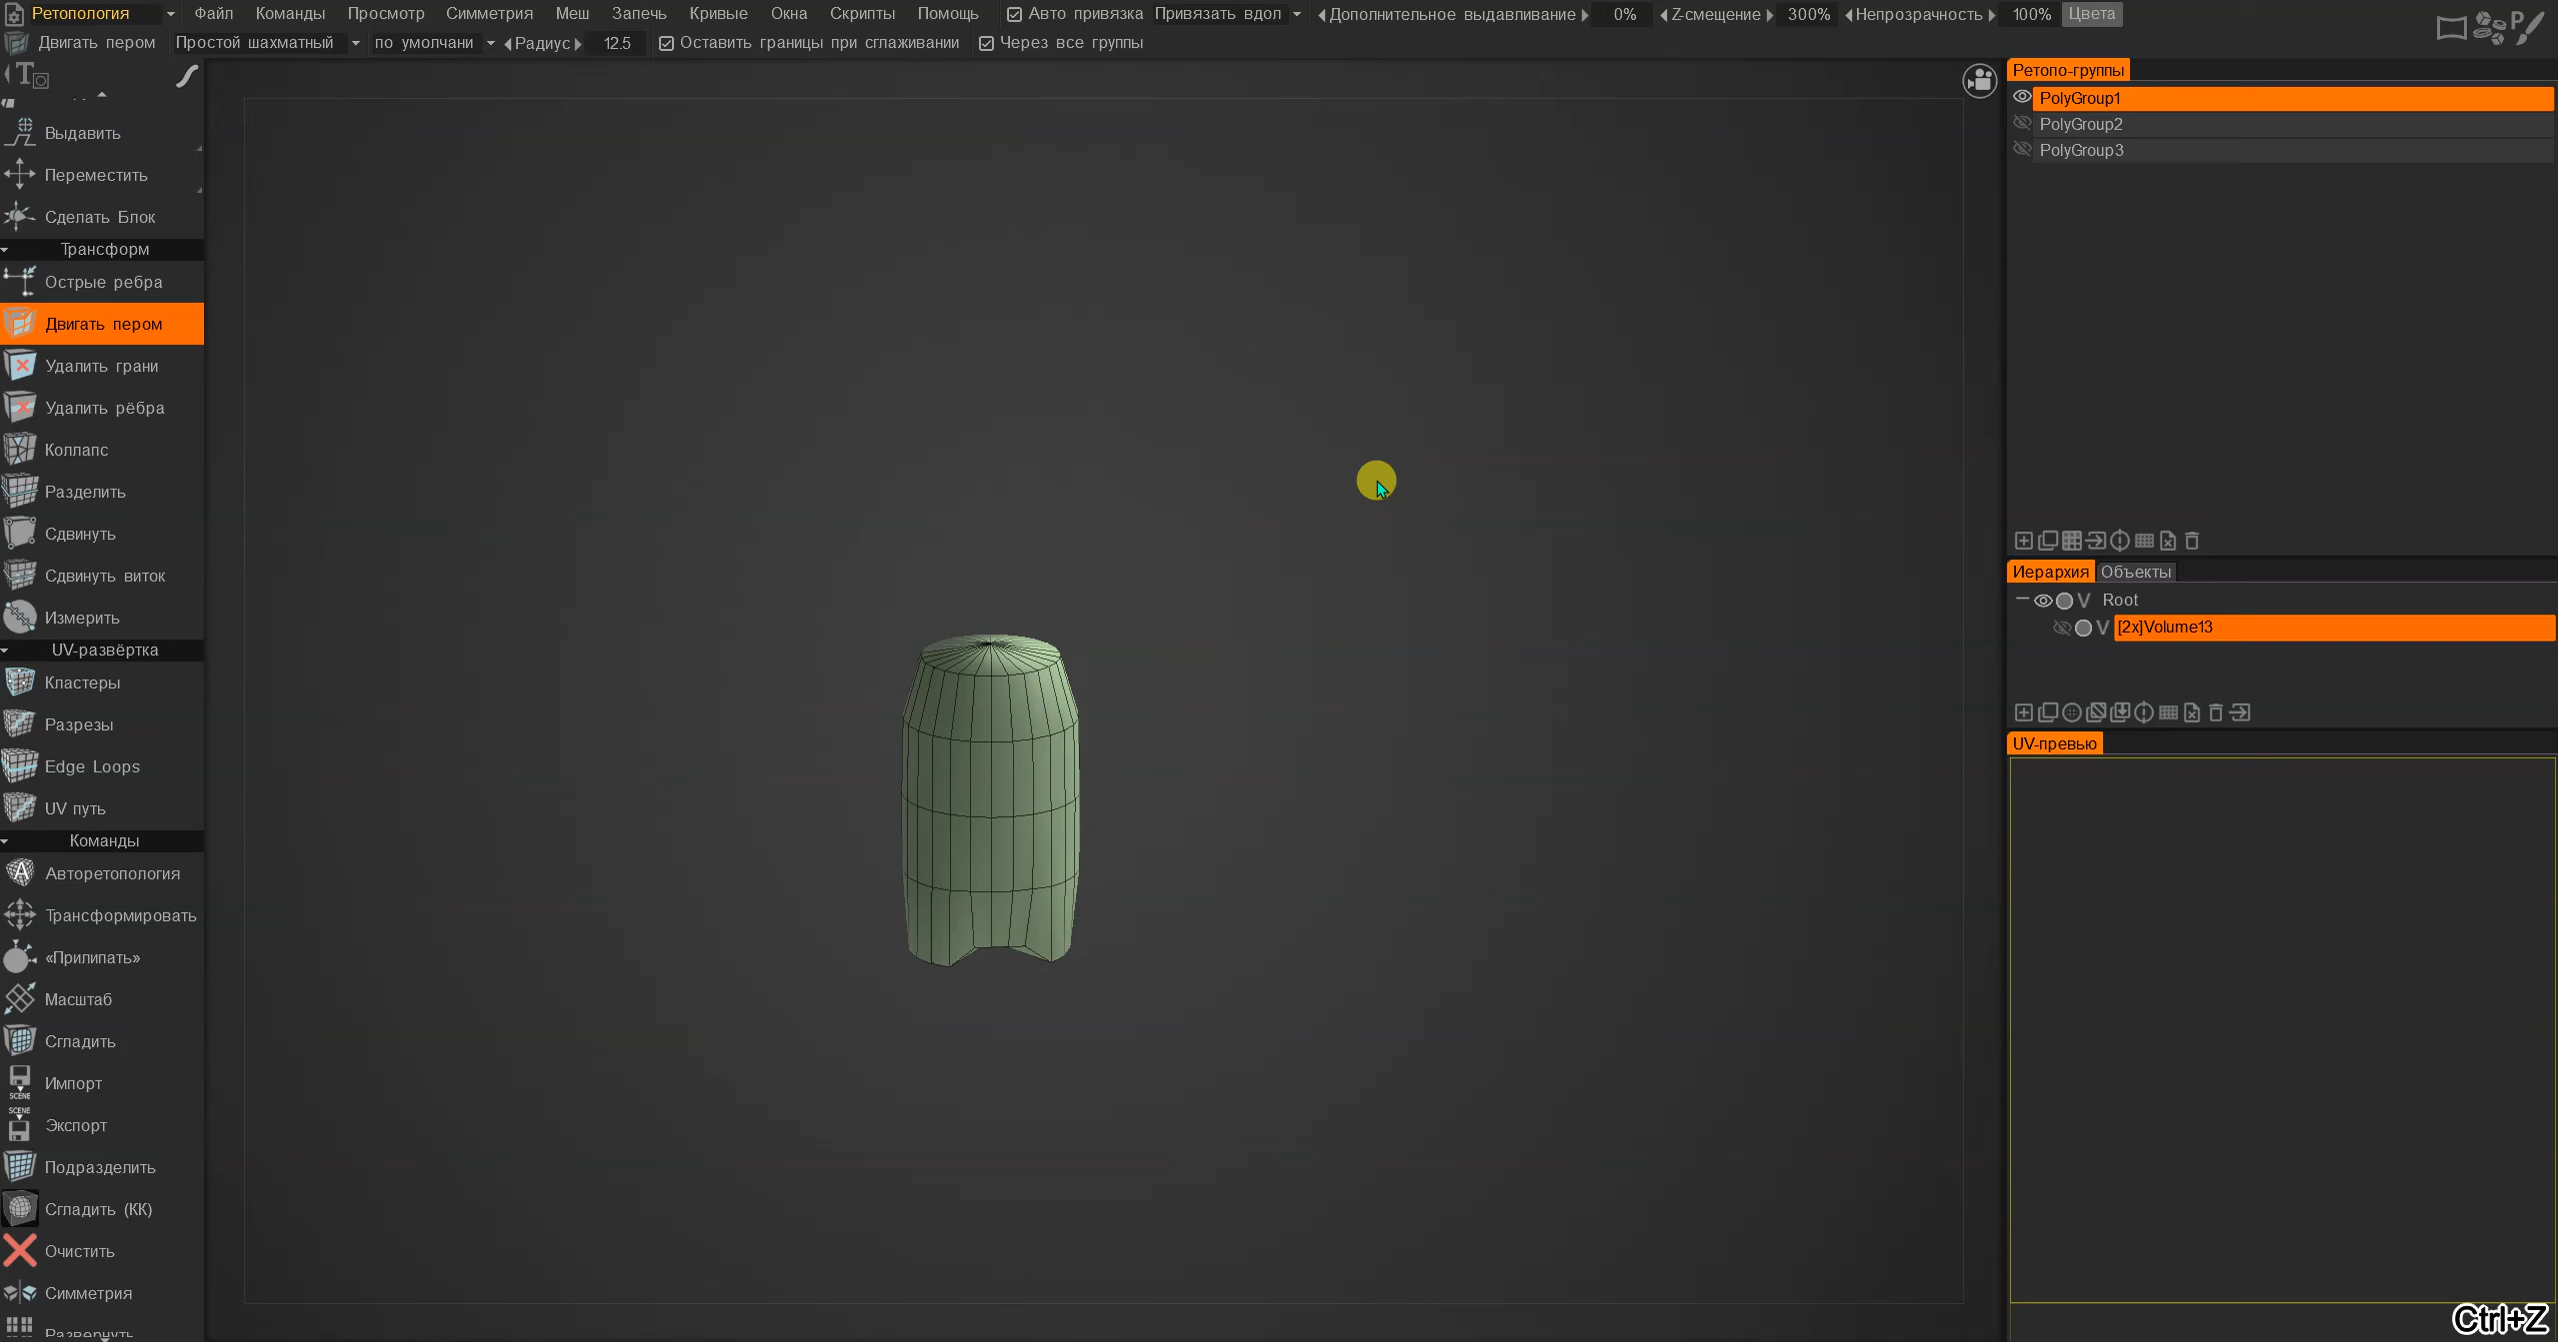 Ретопология Файл Команды Просмотр Симметрия Меш Запечь Кривые Окна Скрипты Помощь Авто привязка Привязать вдол Дополнительное выдавливание 0% Z-смещение 300% Непрозрачность 100% Цвета
Двигать пером Простой шахматный по умолчани Радиус 12.5 Оставить границы при сглаживании Через все группы
Выдавить
Переместить
Сделать Блок
Трансформ
Острые ребра
Двигать пером
Удалить грани
Удалить рёбра
Коллапс
Разделить
Сдвинуть
Сдвинуть виток
Измерить
UV-развёртка
Кластеры
Разрезы
Edge Loops
UV путь
Команды
Авторетопология
Трансформировать
«Прилипать»
Масштаб
Сгладить
Импорт
SCENE
SCENE
Экспорт
Подразделить
Сгладить (КК)
Очистить
Симметрия
Развернуть
Ретопо-группы
PolyGroup1
PolyGroup2
PolyGroup3
Иерархия Объекты
V Root
V [2x]Volume13
UV-превью
Ctrl+Z